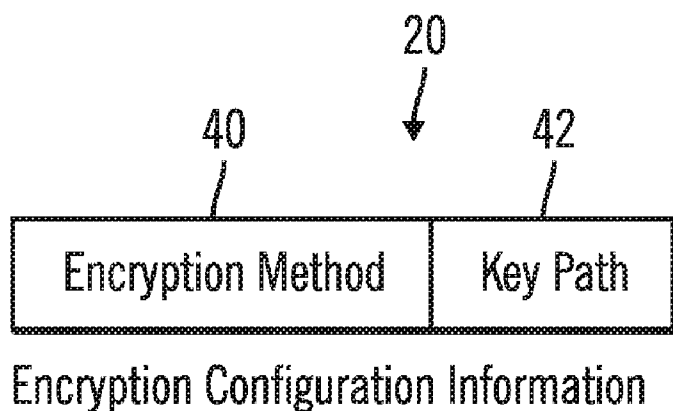 20
40 42
Encryption Method Key Path
Encryption Configuration Information